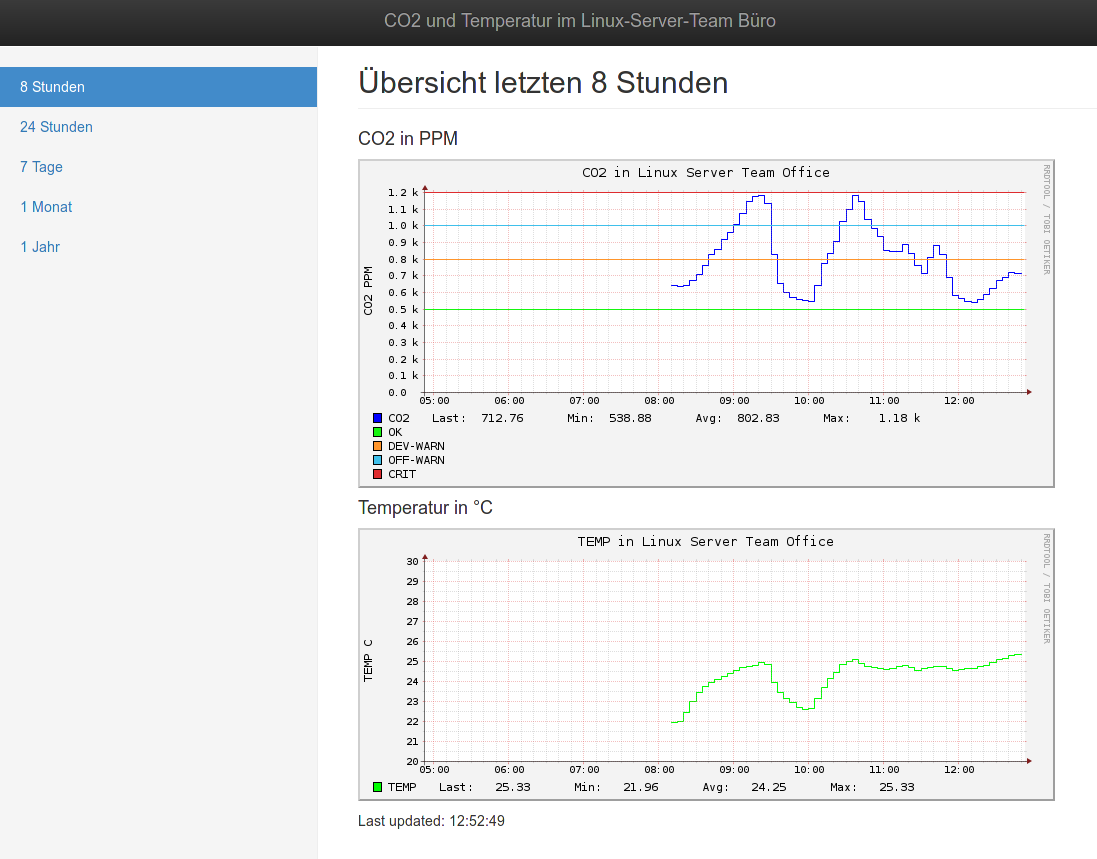 CO2 und Temperatur im Linux-Server-Team Büro
8 Stunden
24 Stunden
7 Tage
1 Monat
1 Jahr
Übersicht letzten 8 Stunden
CO2 in PPM
CO2 in Linux Server Team Office
RRDTOOL / TOBI OETIKER
CO2 PPM
1.2 k
1.1 k
1.0 k
0.9 k
0.8 k
0.7 k
0.6 k
0.5 k
0.4 k
0.3 k
0.2 k
0.1 k
0.0
05:00 06:00 07:00 08:00 09:00 10:00 11:00 12:00
CO2 Last: 712.76 Min: 538.88 Avg: 802.83 Max: 1.18 k
OK
DEV-WARN
OFF-WARN
CRIT
Temperatur in °C
TEMP in Linux Server Team Office
RRDTOOL / TOBI OETIKER
TEMP C
30
29
28
27
26
25
24
23
22
21
20
05:00 06:00 07:00 08:00 09:00 10:00 11:00 12:00
TEMP Last: 25.33 Min: 21.96 Avg: 24.25 Max: 25.33
Last updated: 12:52:49